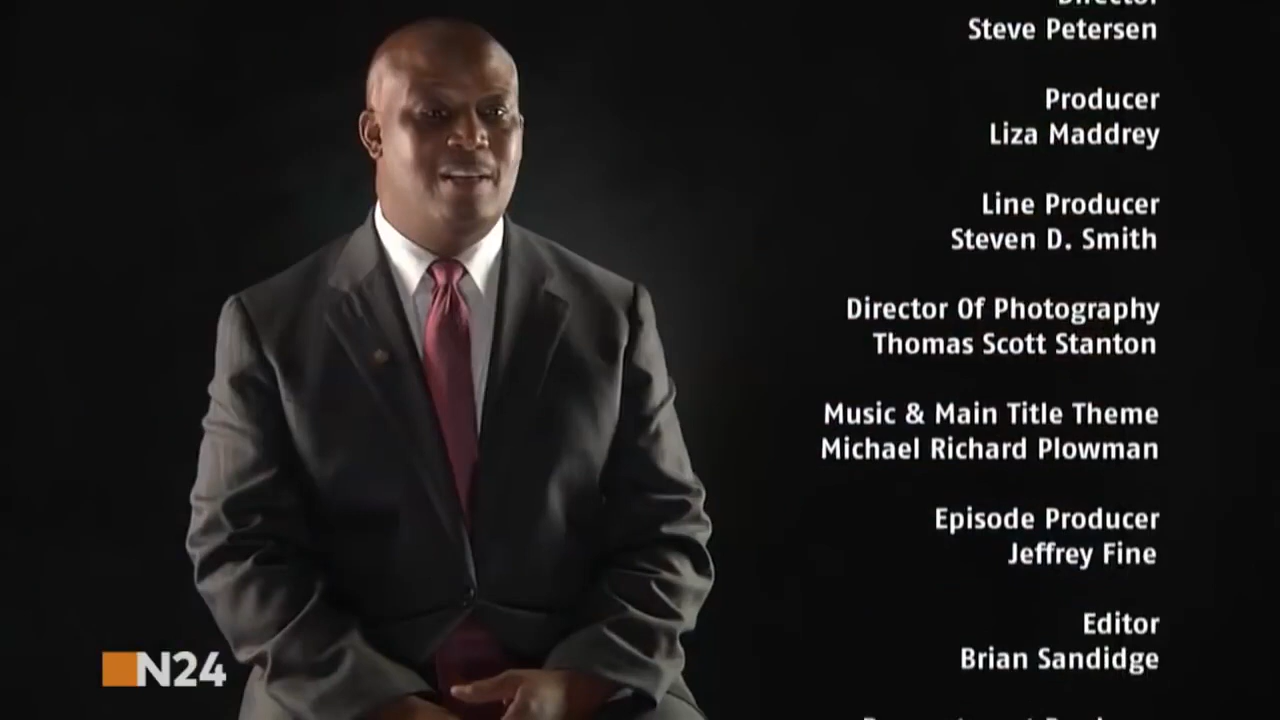 Director
Steve Petersen
Producer
Liza Maddrey
Line Producer
Steven D. Smith
Director Of Photography
Thomas Scott Stanton
Music & Main Title Theme
Michael Richard Plowman
Episode Producer
Jeffrey Fine
Editor
Brian Sandidge
N24